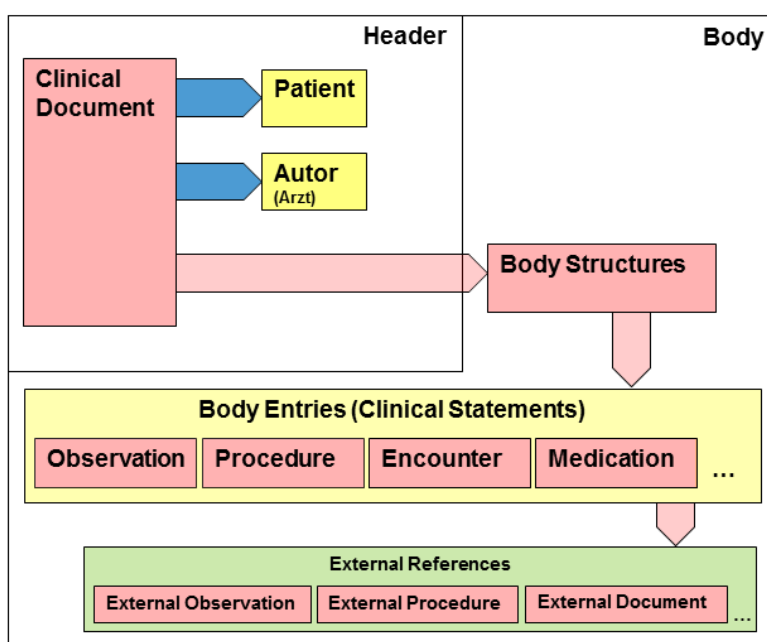 Header
Body
Clinical
Document
Patient
Autor
(Arzt)
Body Structures
Body Entries (Clinical Statements)
Observation
Procedure
Encounter
Medication
...
External References
External Observation
External Procedure
External Document
...